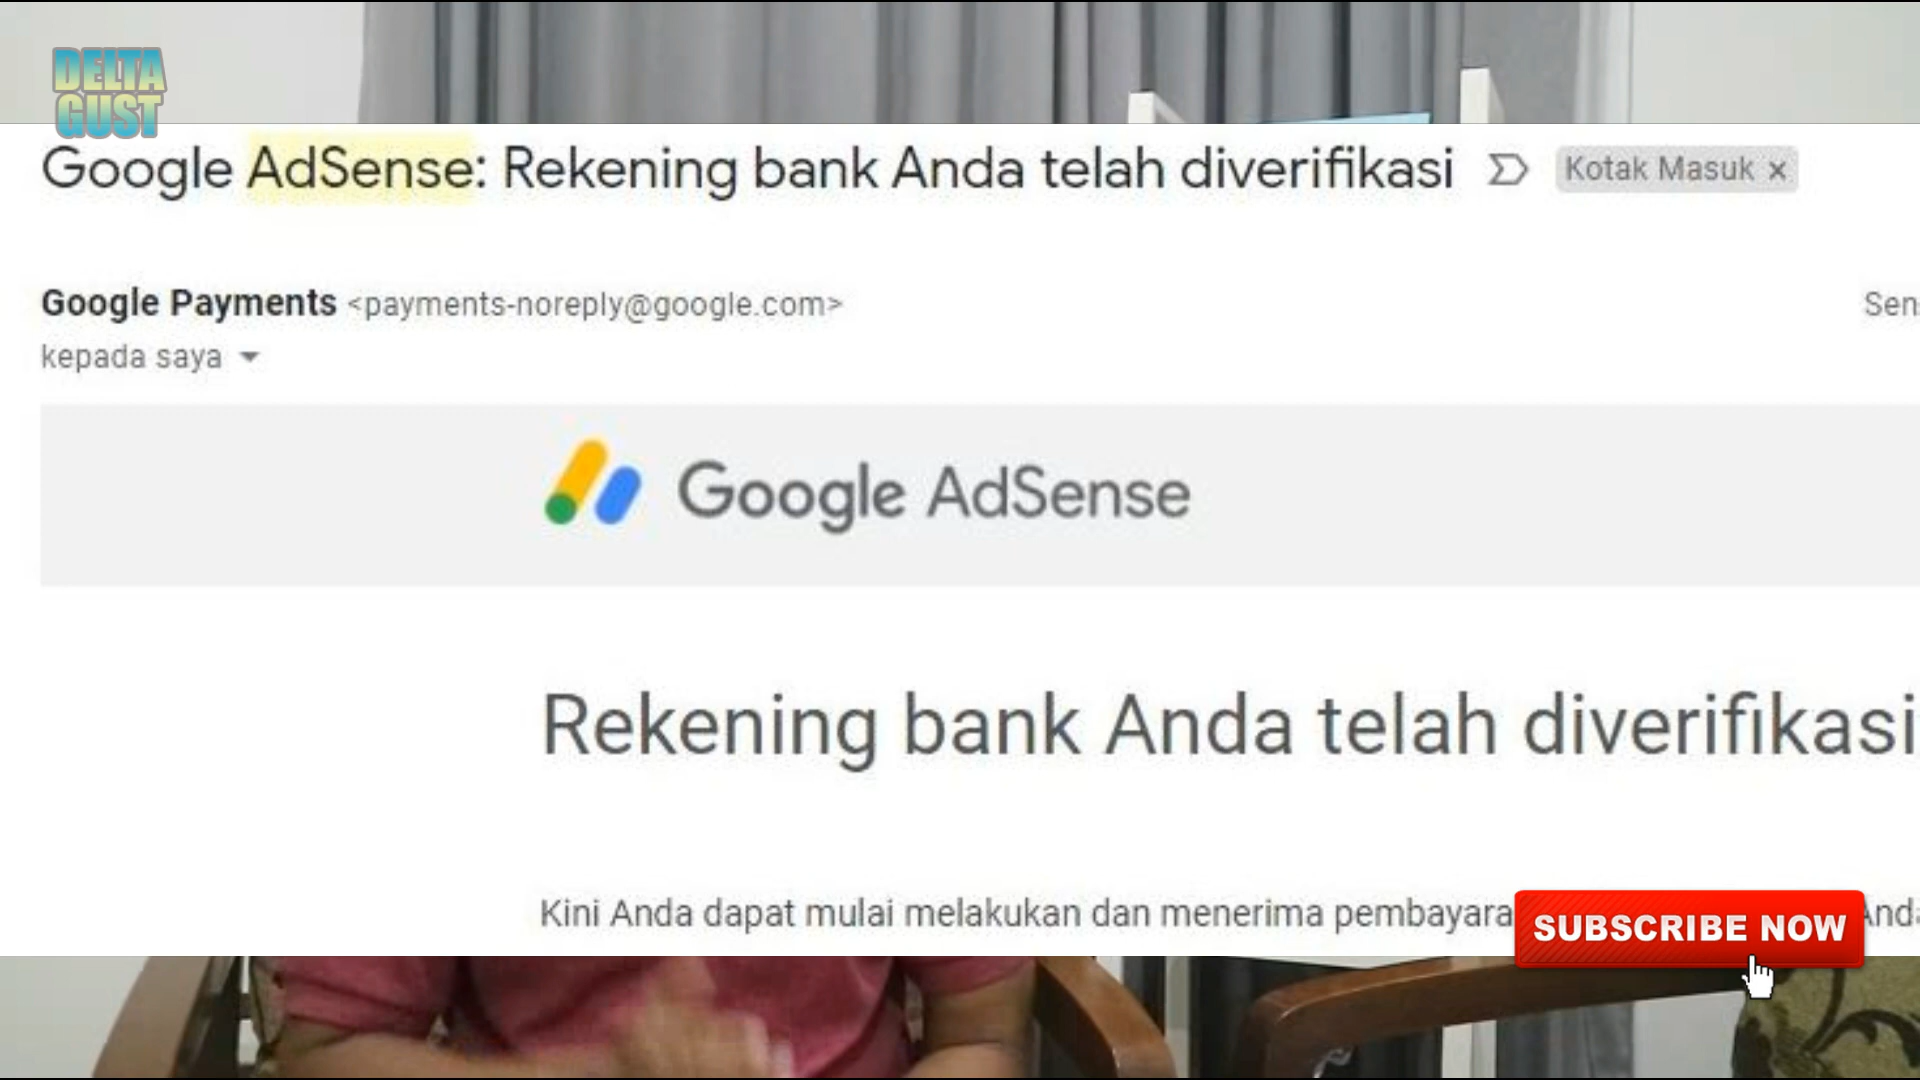 DELTA
GUST
Google AdSense: Rekening bank Anda telah diverifikasi
Kotak Masuk ×
Google Payments <payments-noreply@google.com>
kepada saya
Google AdSense
Rekening bank Anda telah diverifikasi
Kini Anda dapat mulai melakukan dan menerima
SUBSCRIBE NOW